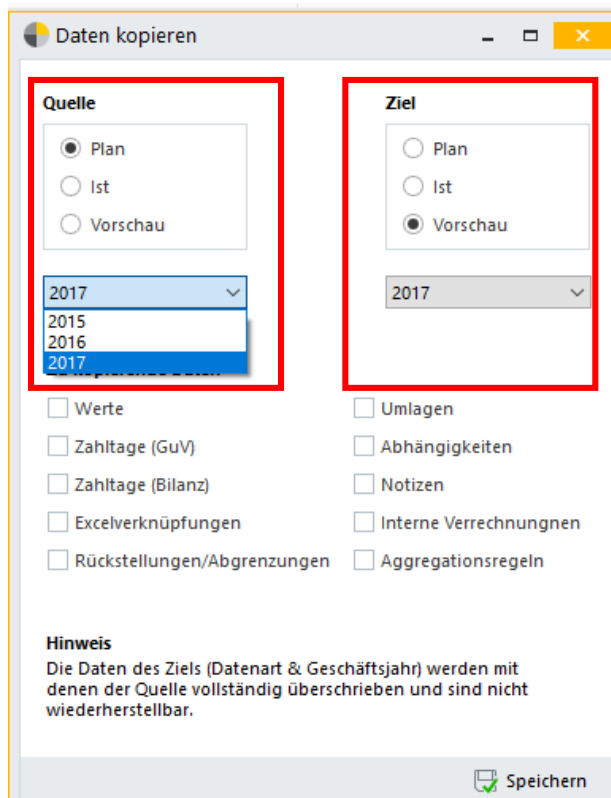 Daten kopieren
Quelle
Ziel
Plan
Plan
Ist
Ist
Vorschau
Vorschau
2017
2017
2015
2016
2017
Werte
Umlagen
Zahltage (GuV)
Abhängigkeiten
Zahltage (Bilanz)
Notizen
Excelverknüpfungen
Interne Verrechnungnen
Rückstellungen/Abgrenzungen
Aggregationsregeln
Hinweis
Die Daten des Ziels (Datenart & Geschäftsjahr) werden mit
denen der Quelle vollständig überschrieben und sind nicht
wiederherstellbar.
Speichern